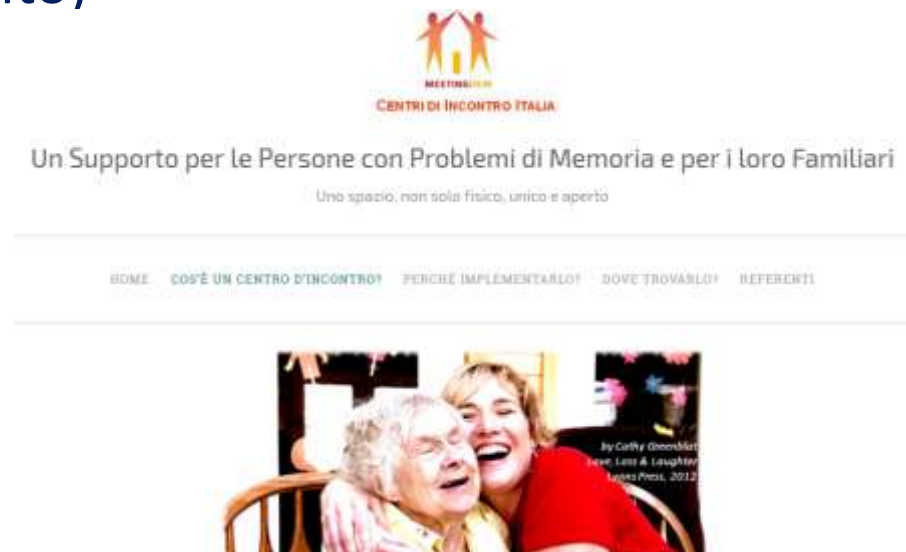 MEETINGDEM
CENTRI DI INCONTRO ITALIA
Un Supporto per le Persone con Problemi di Memoria e per i loro Familiari
Uno spazio, non solo fisico, unico e aperto
HOME COS'È UN CENTRO D'INCONTRO? PERCHÉ IMPLEMENTARLO? DOVE TROVARLO? REFERENTI
by Cathy Greenblat
Love, Loss & Laughter
Lyons Press, 2012